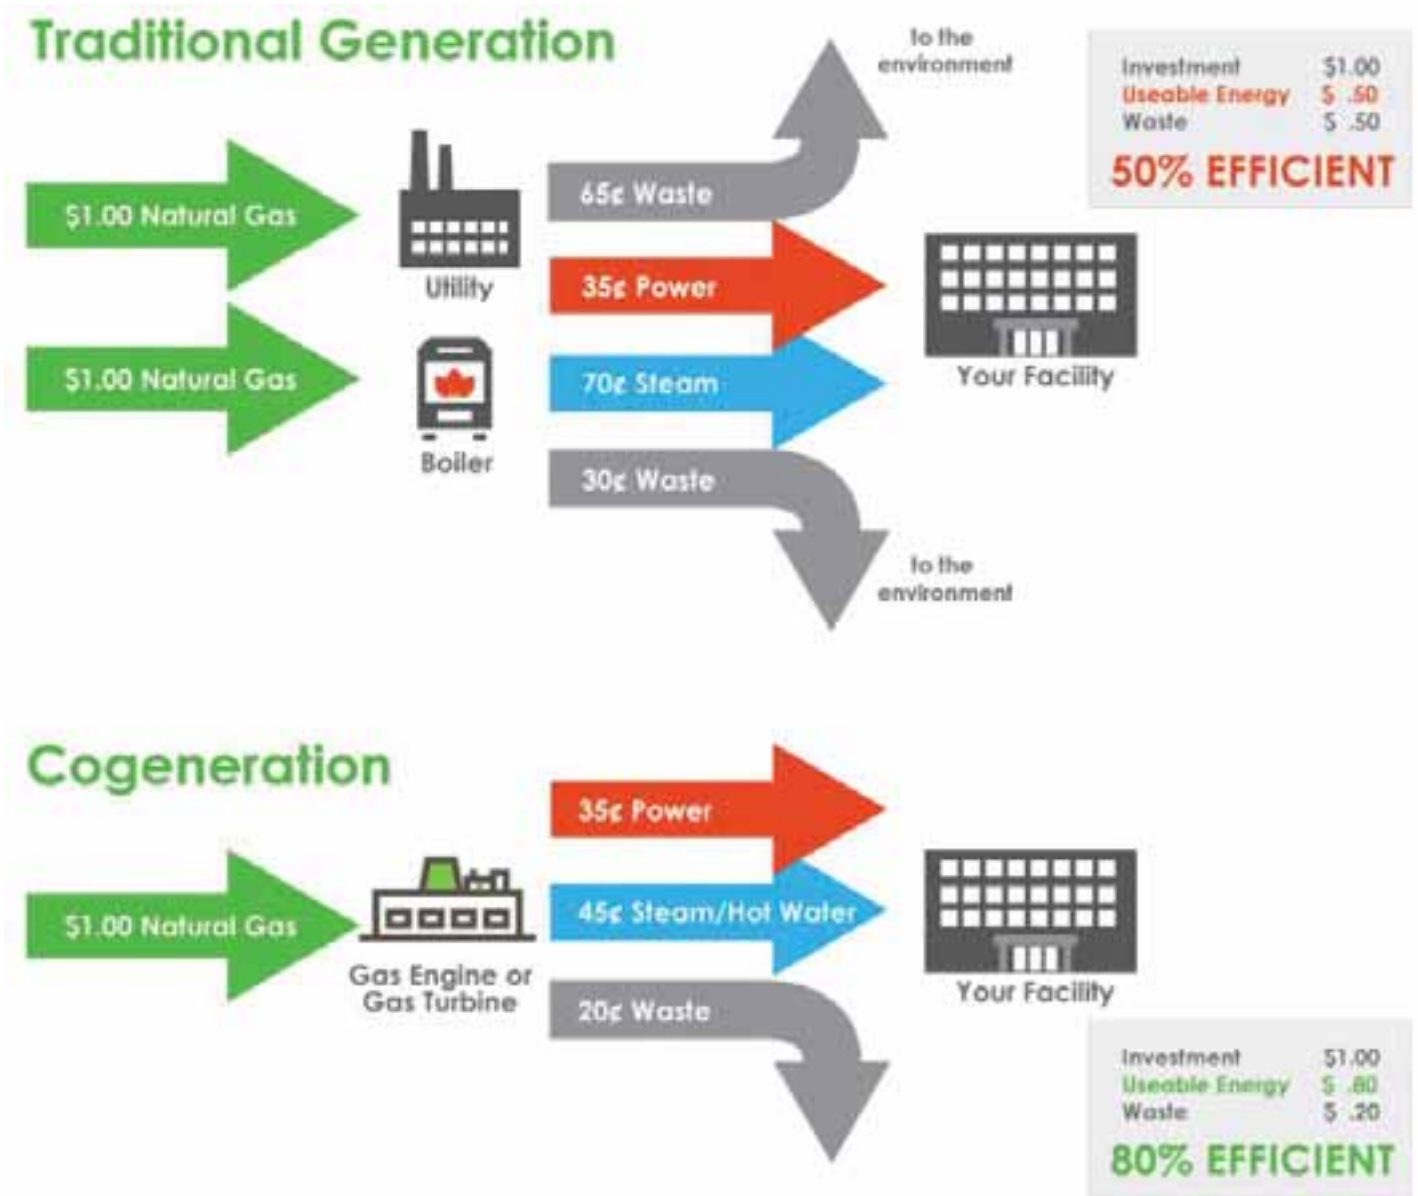 Traditional Generation
to the
environment
Investment $1.00
Useable Energy $ .50
Waste $ .50
50% EFFICIENT
$1.00 Natural Gas
Utility
65¢ Waste
35¢ Power
$1.00 Natural Gas
Boiler
70¢ Steam
30¢ Waste
Your Facility
to the
environment
Cogeneration
$1.00 Natural Gas
Gas Engine or
Gas Turbine
35¢ Power
45¢ Steam/Hot Water
20¢ Waste
Your Facility
Investment $1.00
Useable Energy $ .80
Waste $ .20
80% EFFICIENT